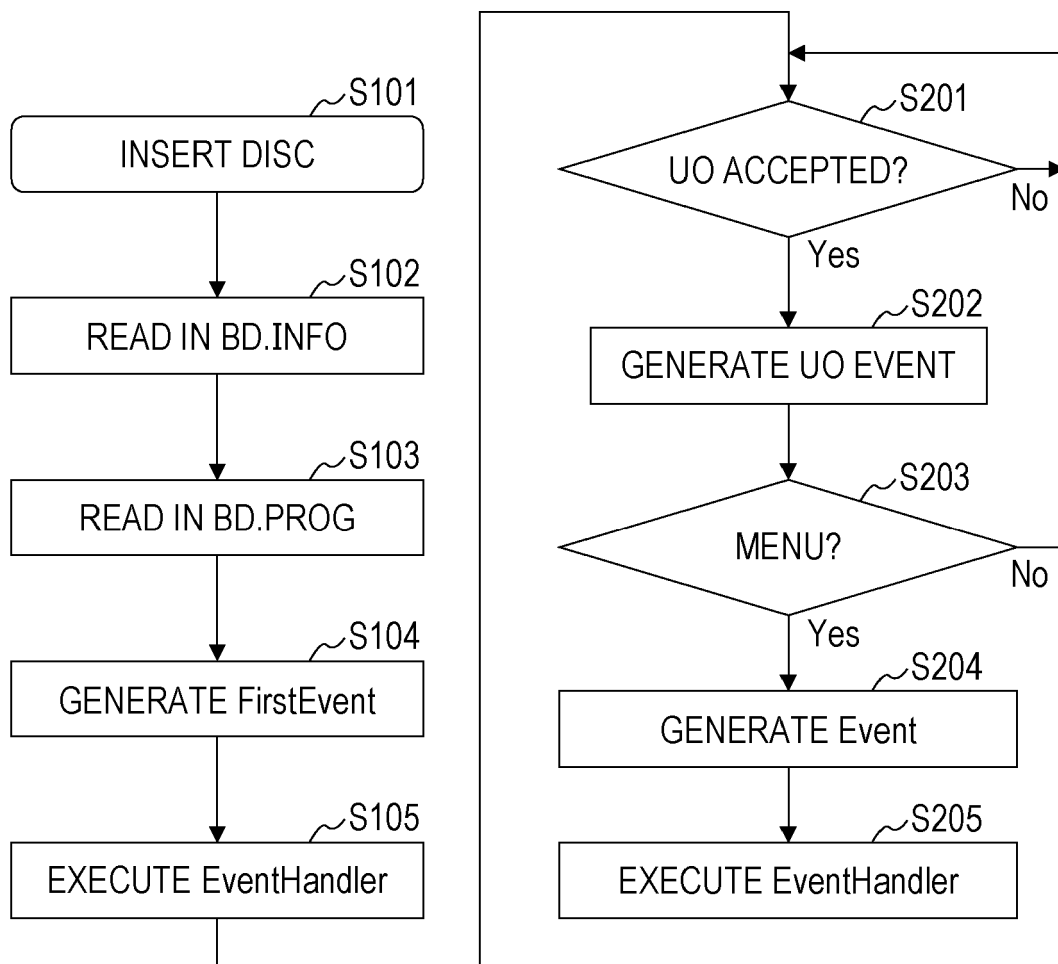 S101
INSERT DISC
S102
READ IN BD.INFO
S103
READ IN BD.PROG
S104
GENERATE FirstEvent
S105
EXECUTE EventHandler
S201
UO ACCEPTED?
No
Yes
S202
GENERATE UO EVENT
S203
MENU?
No
Yes
S204
GENERATE Event
S205
EXECUTE EventHandler